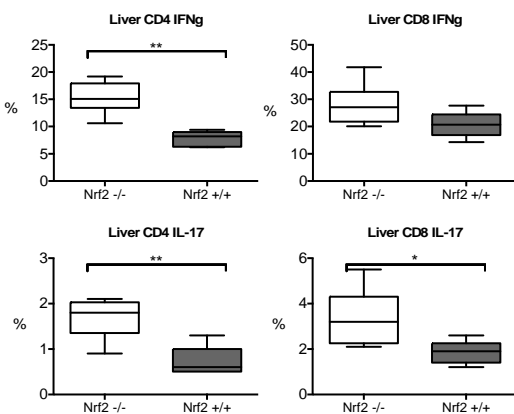 Liver CD4 IFNg
25
20
15
10
5
0
%
**
Nrf2 -/-
Nrf2 +/+
Liver CD8 IFNg
50
40
30
20
10
0
%
Nrf2 -/-
Nrf2 +/+
Liver CD4 IL-17
3
2
1
0
%
**
Nrf2 -/-
Nrf2 +/+
Liver CD8 IL-17
6
4
2
0
%
*
Nrf2 -/-
Nrf2 +/+